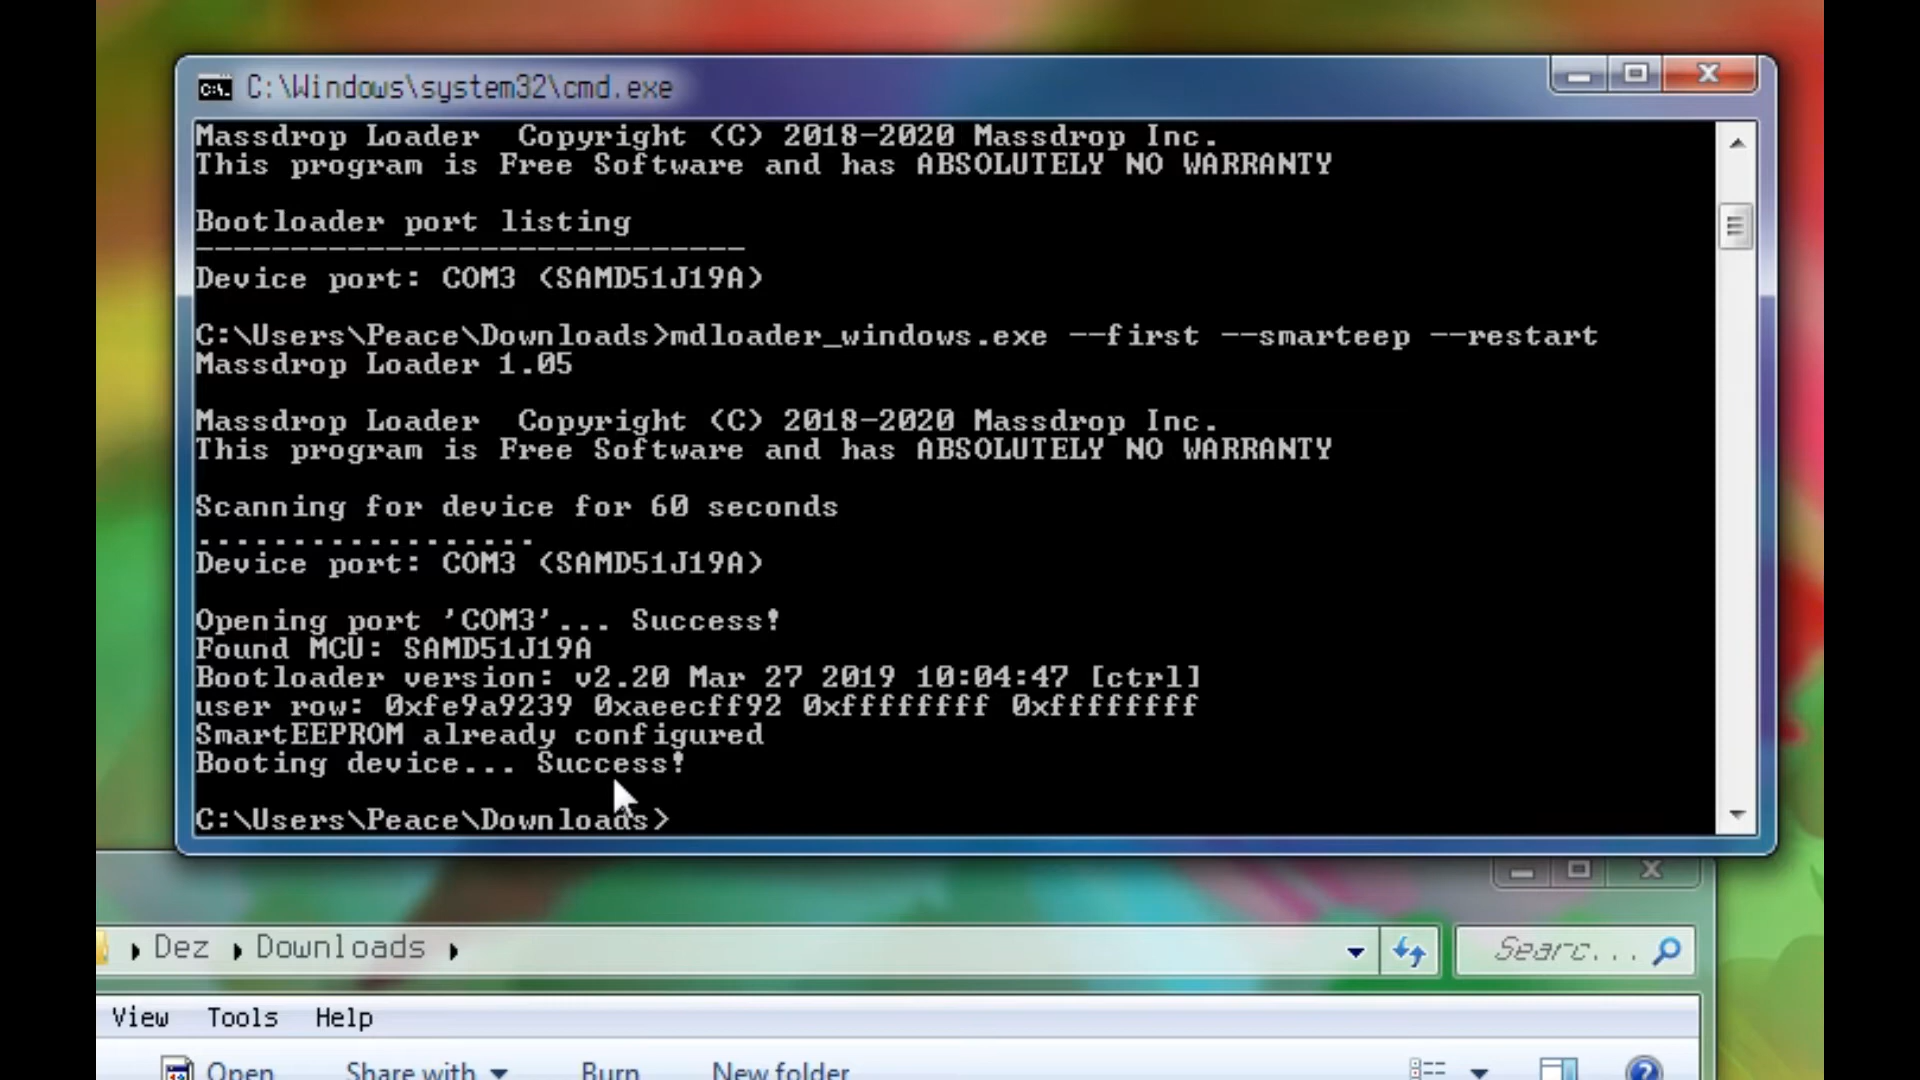 C:\Windows\system32\cmd.exe
Massdrop Loader  Copyright (C) 2018-2020 Massdrop Inc.
This program is Free Software and has ABSOLUTELY NO WARRANTY
Bootloader port listing
-----------------------------
Device port: COM3 (SAMD51J19A)
C:\Users\Peace\Downloads>mdloader_windows.exe --first --smarteep --restart
Massdrop Loader 1.05
Massdrop Loader  Copyright (C) 2018-2020 Massdrop Inc.
This program is Free Software and has ABSOLUTELY NO WARRANTY
Scanning for device for 60 seconds
..................
Device port: COM3 (SAMD51J19A)
Opening port 'COM3'... Success!
Found MCU: SAMD51J19A
Bootloader version: v2.20 Mar 27 2019 10:04:47 [ctrl]
user row: 0xfe9a9239 0xaeecff92 0xffffffff 0xffffffff
SmartEEPROM already configured
Booting device... Success!
C:\Users\Peace\Downloads>
Dez Downloads Searc...
View Tools Help
Open Share with Burn New folder